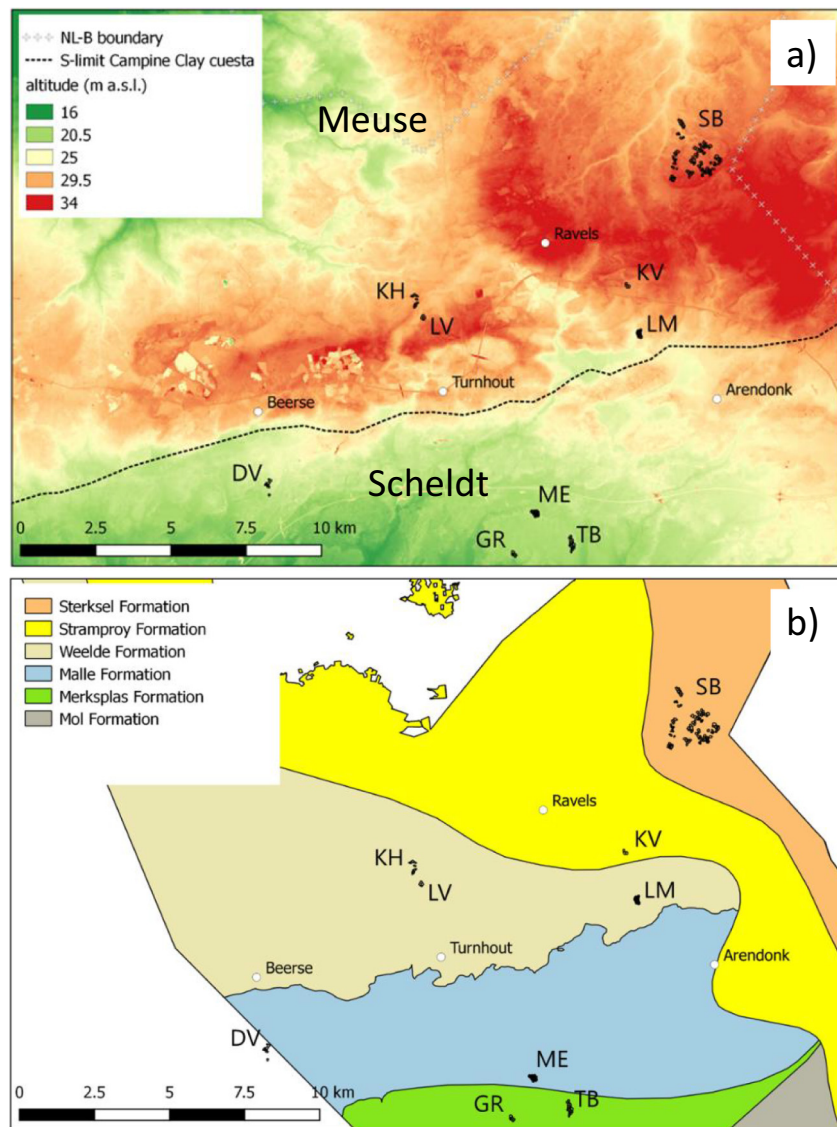 NL-B boundary
S-limit Campine Clay cuesta
altitude (m a.s.l.)
16
20.5
25
29.5
34
a)
Meuse
SB
Ravels
KV
KH
LV
LM
Turnhout
Beerse
Arendonk
DV
Scheldt
ME
GR
TB
0 2.5 5 7.5 10 km
Sterksel Formation
Stramproy Formation
Weelde Formation
Malle Formation
Merksplas Formation
Mol Formation
b)
SB
Ravels
KV
KH
LV
LM
Turnhout
Beerse
Arendonk
DV
ME
GR
TB
0 2.5 5 7.5 10 km